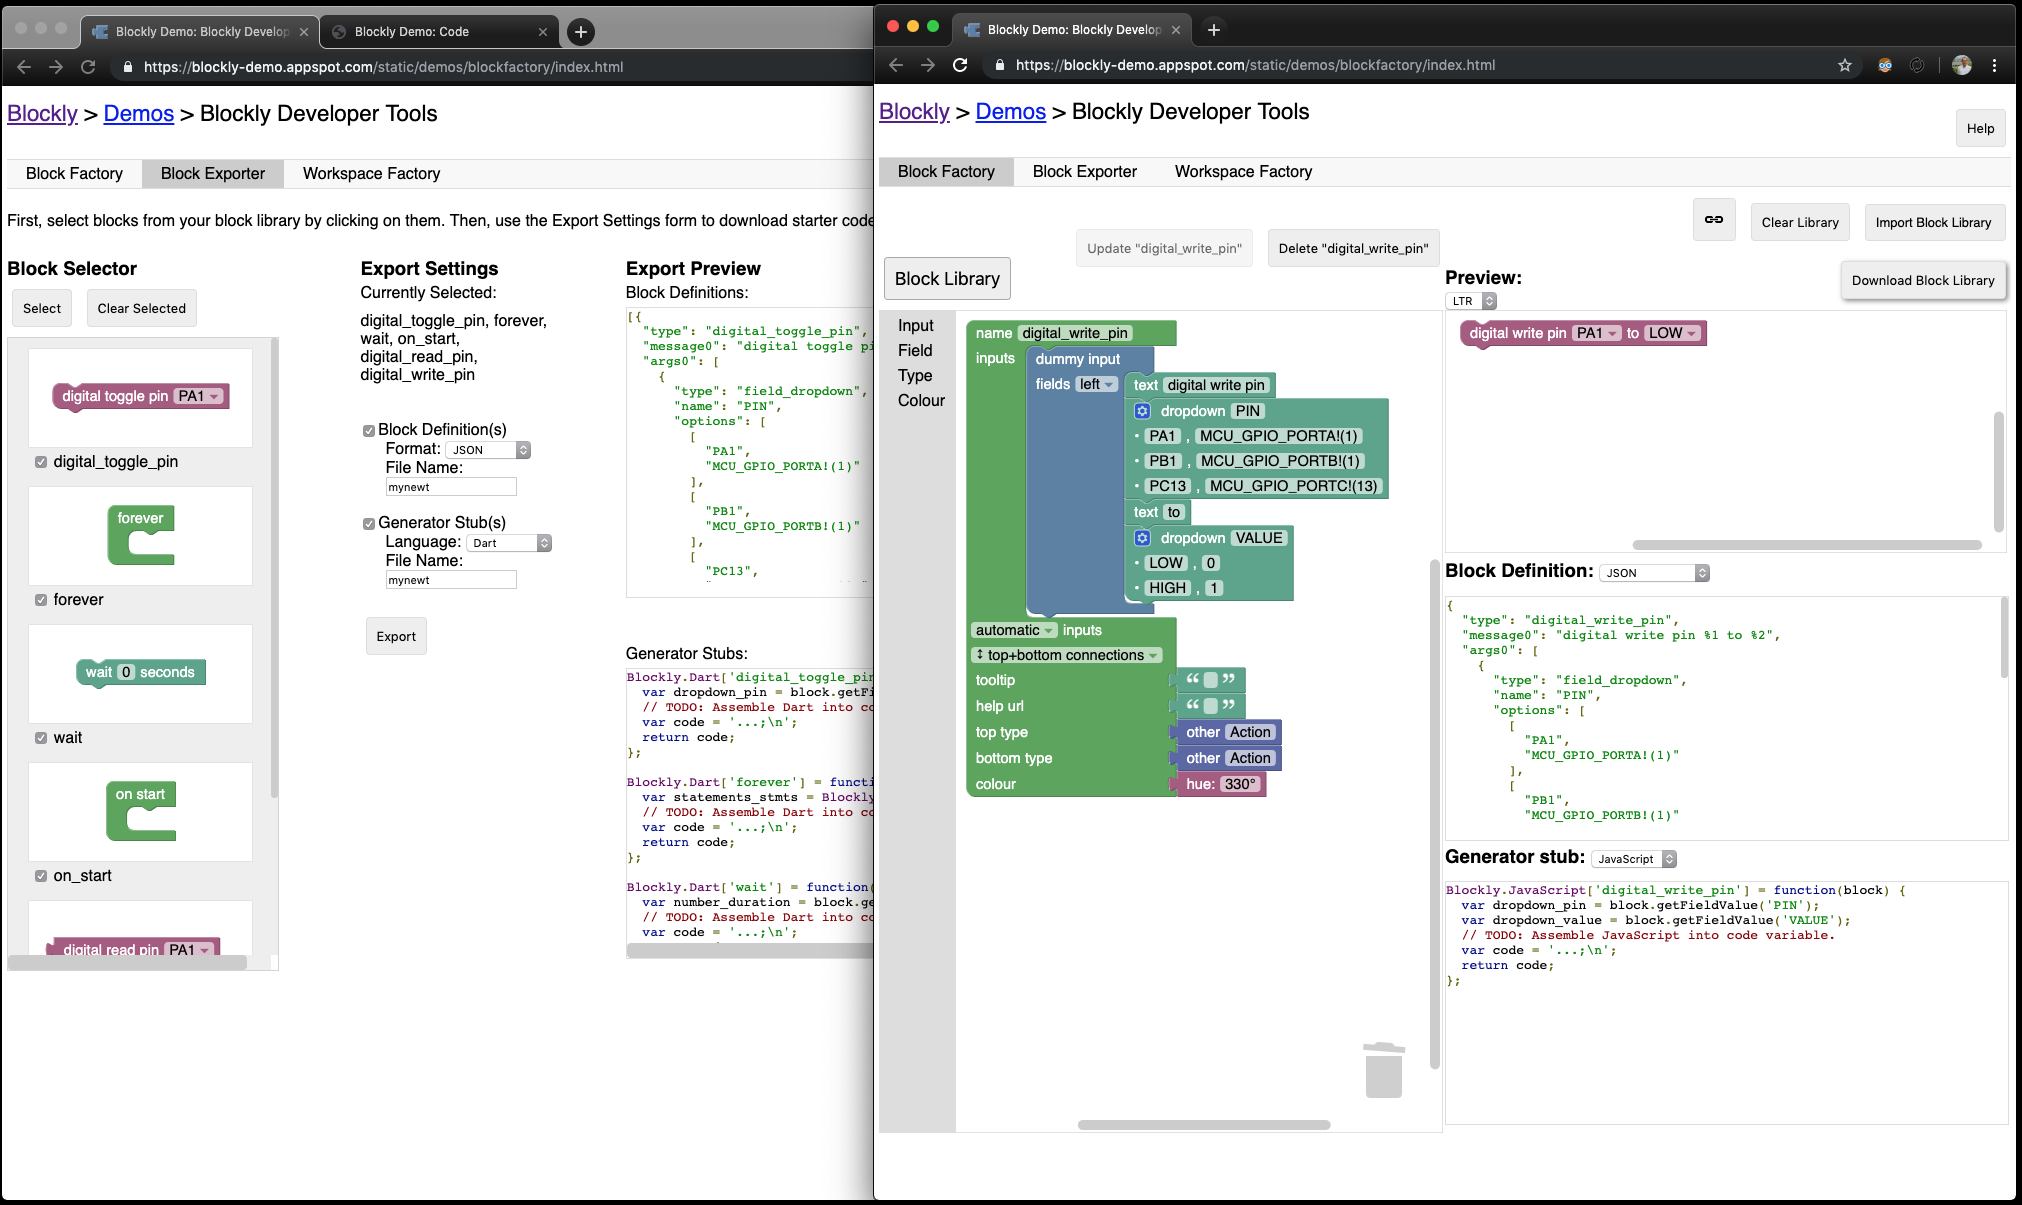 Blockly Demo: Blockly Develop
Blockly Demo: Code
https://blockly-demo.appspot.com/static/demos/blockfactory/index.html
Blockly > Demos > Blockly Developer Tools
Block Factory
Block Exporter
Workspace Factory
First, select blocks from your block library by clicking on them. Then, use the Export Settings form to download starter code
Block Selector
Select
Clear Selected
digital toggle pin PA1
digital_toggle_pin
forever
forever
wait 0 seconds
wait
on start
on_start
digital read pin PA1
Export Settings
Currently Selected:
digital_toggle_pin, forever,
wait, on_start,
digital_read_pin,
digital_write_pin
Block Definition(s)
Format: JSON
File Name:
mynewt
Generator Stub(s)
Language: Dart
File Name:
mynewt
Export
Export Preview
Block Definitions:
[{
"type": "digital_toggle_pin",
"message0": "digital toggle pi
"args0": [
{
"type": "field_dropdown",
"name": "PIN",
"options": [
[
"PA1",
"MCU_GPIO_PORTA!(1)"
],
[
"PB1",
"MCU_GPIO_PORTB!(1)"
],
[
"PC13",
Generator Stubs:
Blockly.Dart['digital_toggle_pin
var dropdown_pin = block.getFi
// TODO: Assemble Dart into co
var code = '...;\n';
return code;
};
Blockly.Dart['forever'] = functi
var statements_stmts = Blockly
// TODO: Assemble Dart into co
var code = '...;\n';
return code;
};
Blockly.Dart['wait'] = function(
var number_duration = block.ge
// TODO: Assemble Dart into co
var code = '...;\n';
Blockly Demo: Blockly Develop
https://blockly-demo.appspot.com/static/demos/blockfactory/index.html
Blockly > Demos > Blockly Developer Tools
Help
Block Factory
Block Exporter
Workspace Factory
Clear Library
Import Block Library
Update "digital_write_pin"
Delete "digital_write_pin"
Block Library
Download Block Library
Input
Field
Type
Colour
name digital_write_pin
inputs
dummy input
fields left
text digital write pin
dropdown PIN
PA1 , MCU_GPIO_PORTA!(1)
PB1 , MCU_GPIO_PORTB!(1)
PC13 , MCU_GPIO_PORTC!(13)
text to
dropdown VALUE
LOW , 0
HIGH , 1
automatic inputs
↕ top+bottom connections
tooltip “ ”
help url “ ”
top type other Action
bottom type other Action
colour hue: 330°
Preview:
LTR
digital write pin PA1 to LOW
Block Definition: JSON
{
"type": "digital_write_pin",
"message0": "digital write pin %1 to %2",
"args0": [
{
"type": "field_dropdown",
"name": "PIN",
"options": [
[
"PA1",
"MCU_GPIO_PORTA!(1)"
],
[
"PB1",
"MCU_GPIO_PORTB!(1)"
Generator stub: JavaScript
Blockly.JavaScript['digital_write_pin'] = function(block) {
var dropdown_pin = block.getFieldValue('PIN');
var dropdown_value = block.getFieldValue('VALUE');
// TODO: Assemble JavaScript into code variable.
var code = '...;\n';
return code;
};